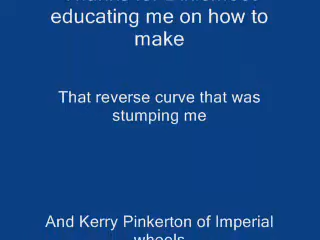 educating me on how to
make
That reverse curve that was
stumping me
And Kerry Pinkerton of Imperial
wheels